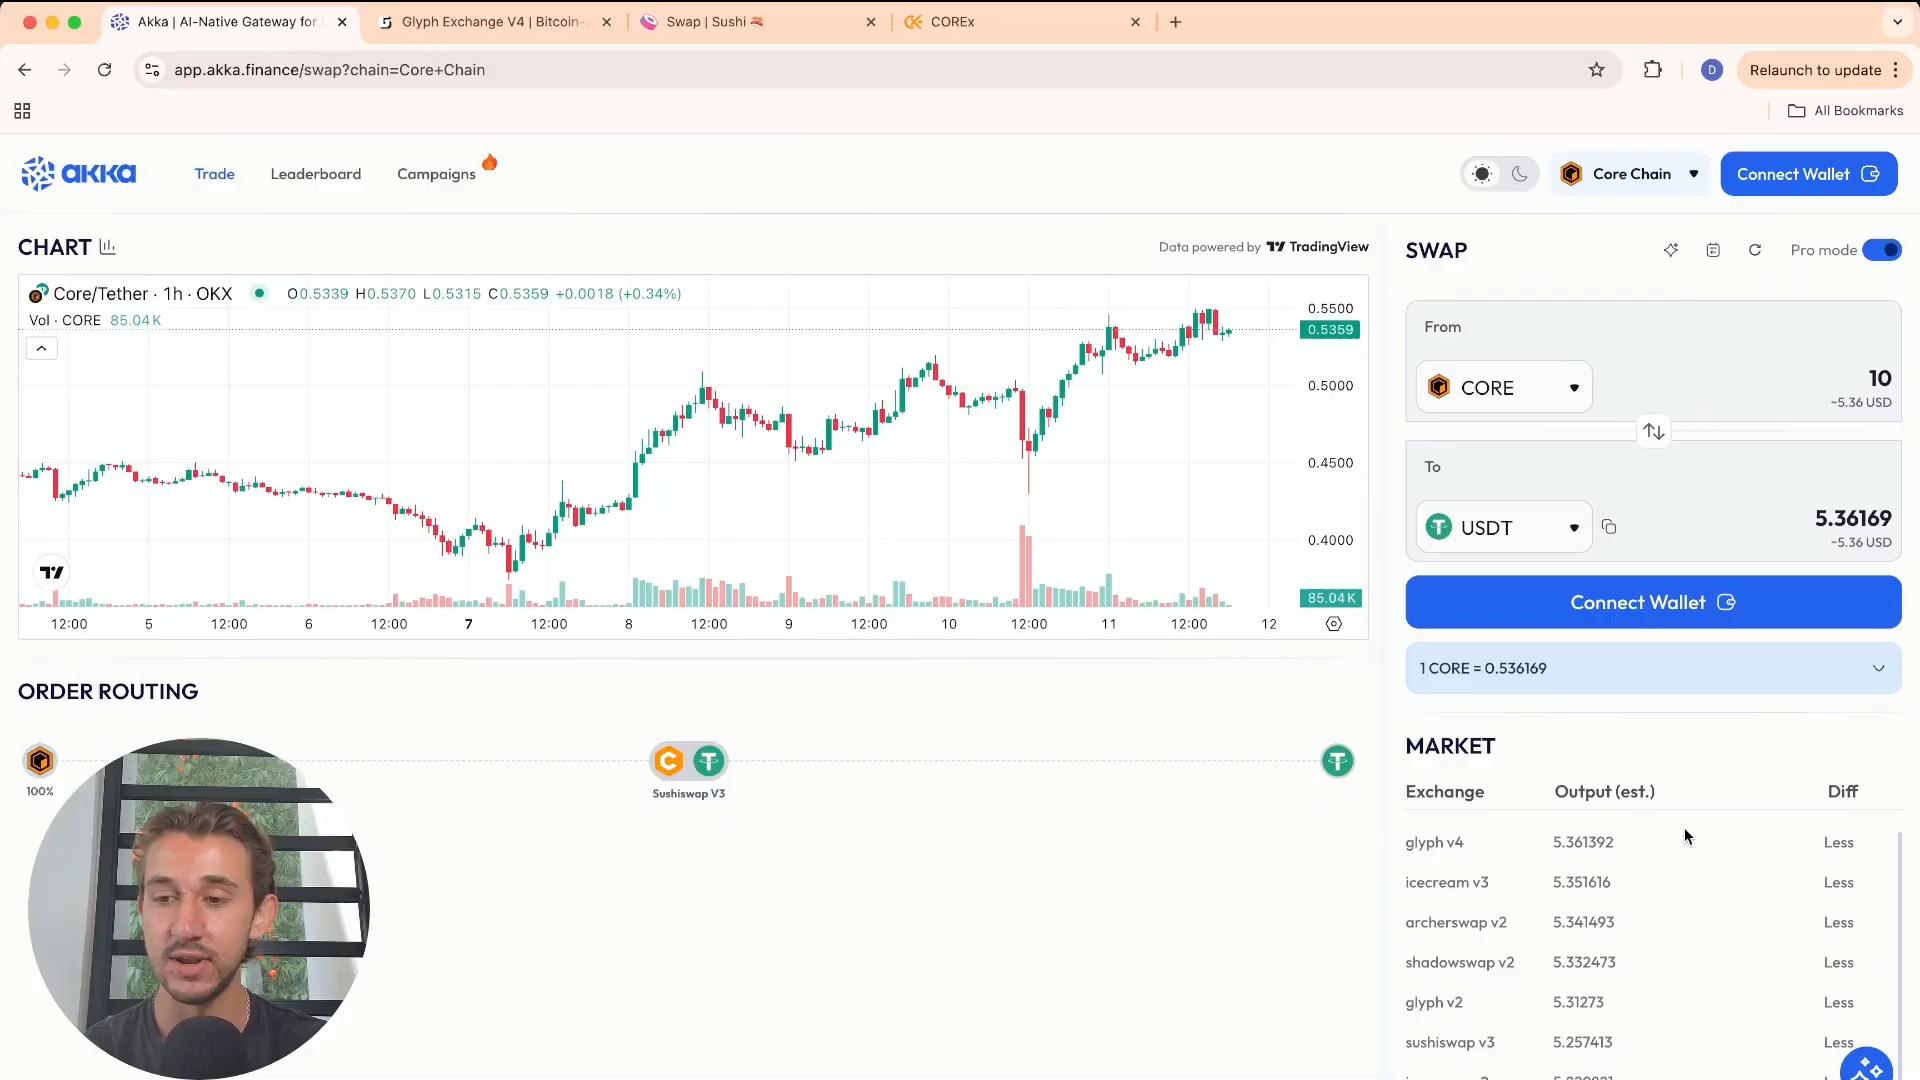 Akka | AI-Native Gateway for
Glyph Exchange V4 | Bitcoin-
Swap | Sushi
COREx
app.akka.finance/swap?chain=Core+Chain
D
Relaunch to update
All Bookmarks
akka
Trade
Leaderboard
Campaigns
Core Chain
Connect Wallet
CHART
Data powered by TradingView
Core/Tether · 1h · OKX
O0.5339 H0.5370 L0.5315 C0.5359 +0.0018 (+0.34%)
Vol · CORE 85.04K
0.5500
0.5359
0.5000
0.4500
0.4000
85.04K
12:00 5 12:00 6 12:00 7 12:00 8 12:00 9 12:00 10 12:00 11 12:00 12
SWAP
Pro mode
From
CORE
10
~5.36 USD
To
USDT
5.36169
~5.36 USD
Connect Wallet
1 CORE = 0.536169
ORDER ROUTING
100%
Sushiswap V3
MARKET
Exchange Output (est.) Diff
glyph v4 5.361392 Less
icecream v3 5.351616 Less
archerswap v2 5.341493 Less
shadowswap v2 5.332473 Less
glyph v2 5.31273 Less
sushiswap v3 5.257413 Less